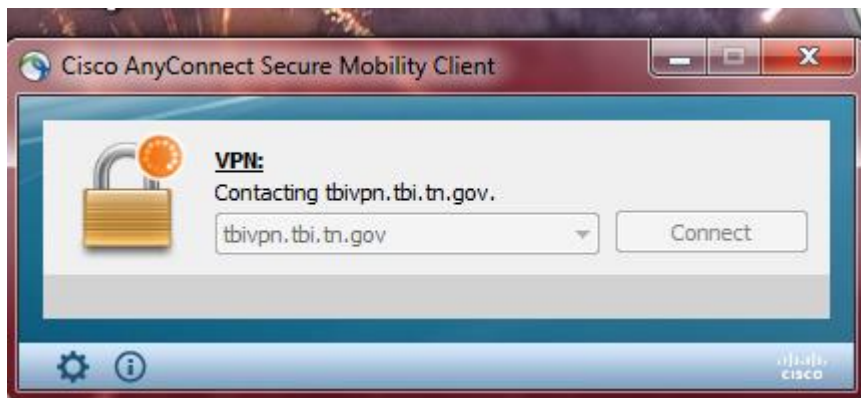 Cisco AnyConnect Secure Mobility Client
VPN:
Contacting tbivpn.tbi.tn.gov.
tbivpn.tbi.tn.gov
Connect
cisco